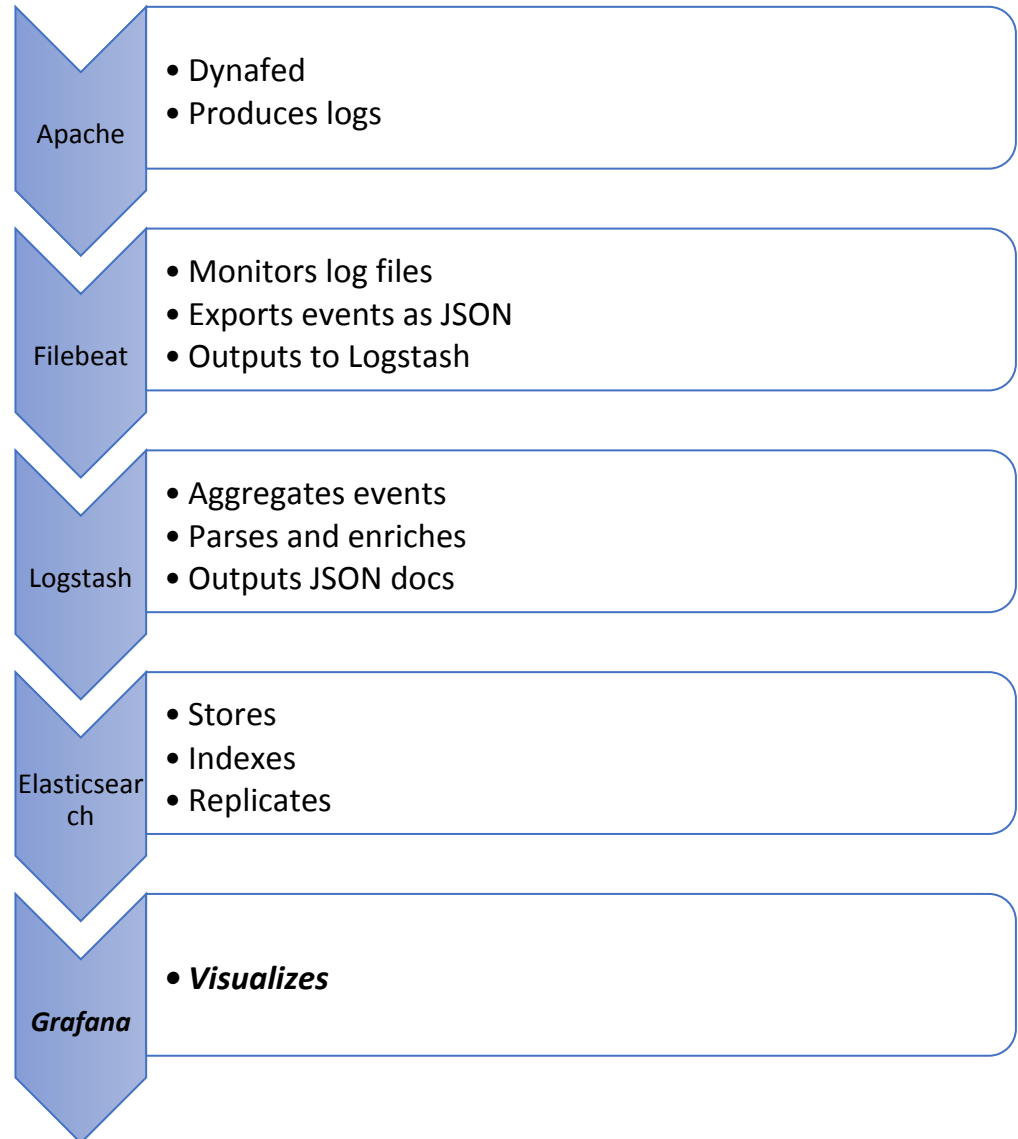 Apache
• Dynafed
• Produces logs
Filebeat
• Monitors log files
• Exports events as JSON
• Outputs to Logstash
Logstash
• Aggregates events
• Parses and enriches
• Outputs JSON docs
Elasticsear
ch
• Stores
• Indexes
• Replicates
Grafana
• Visualizes